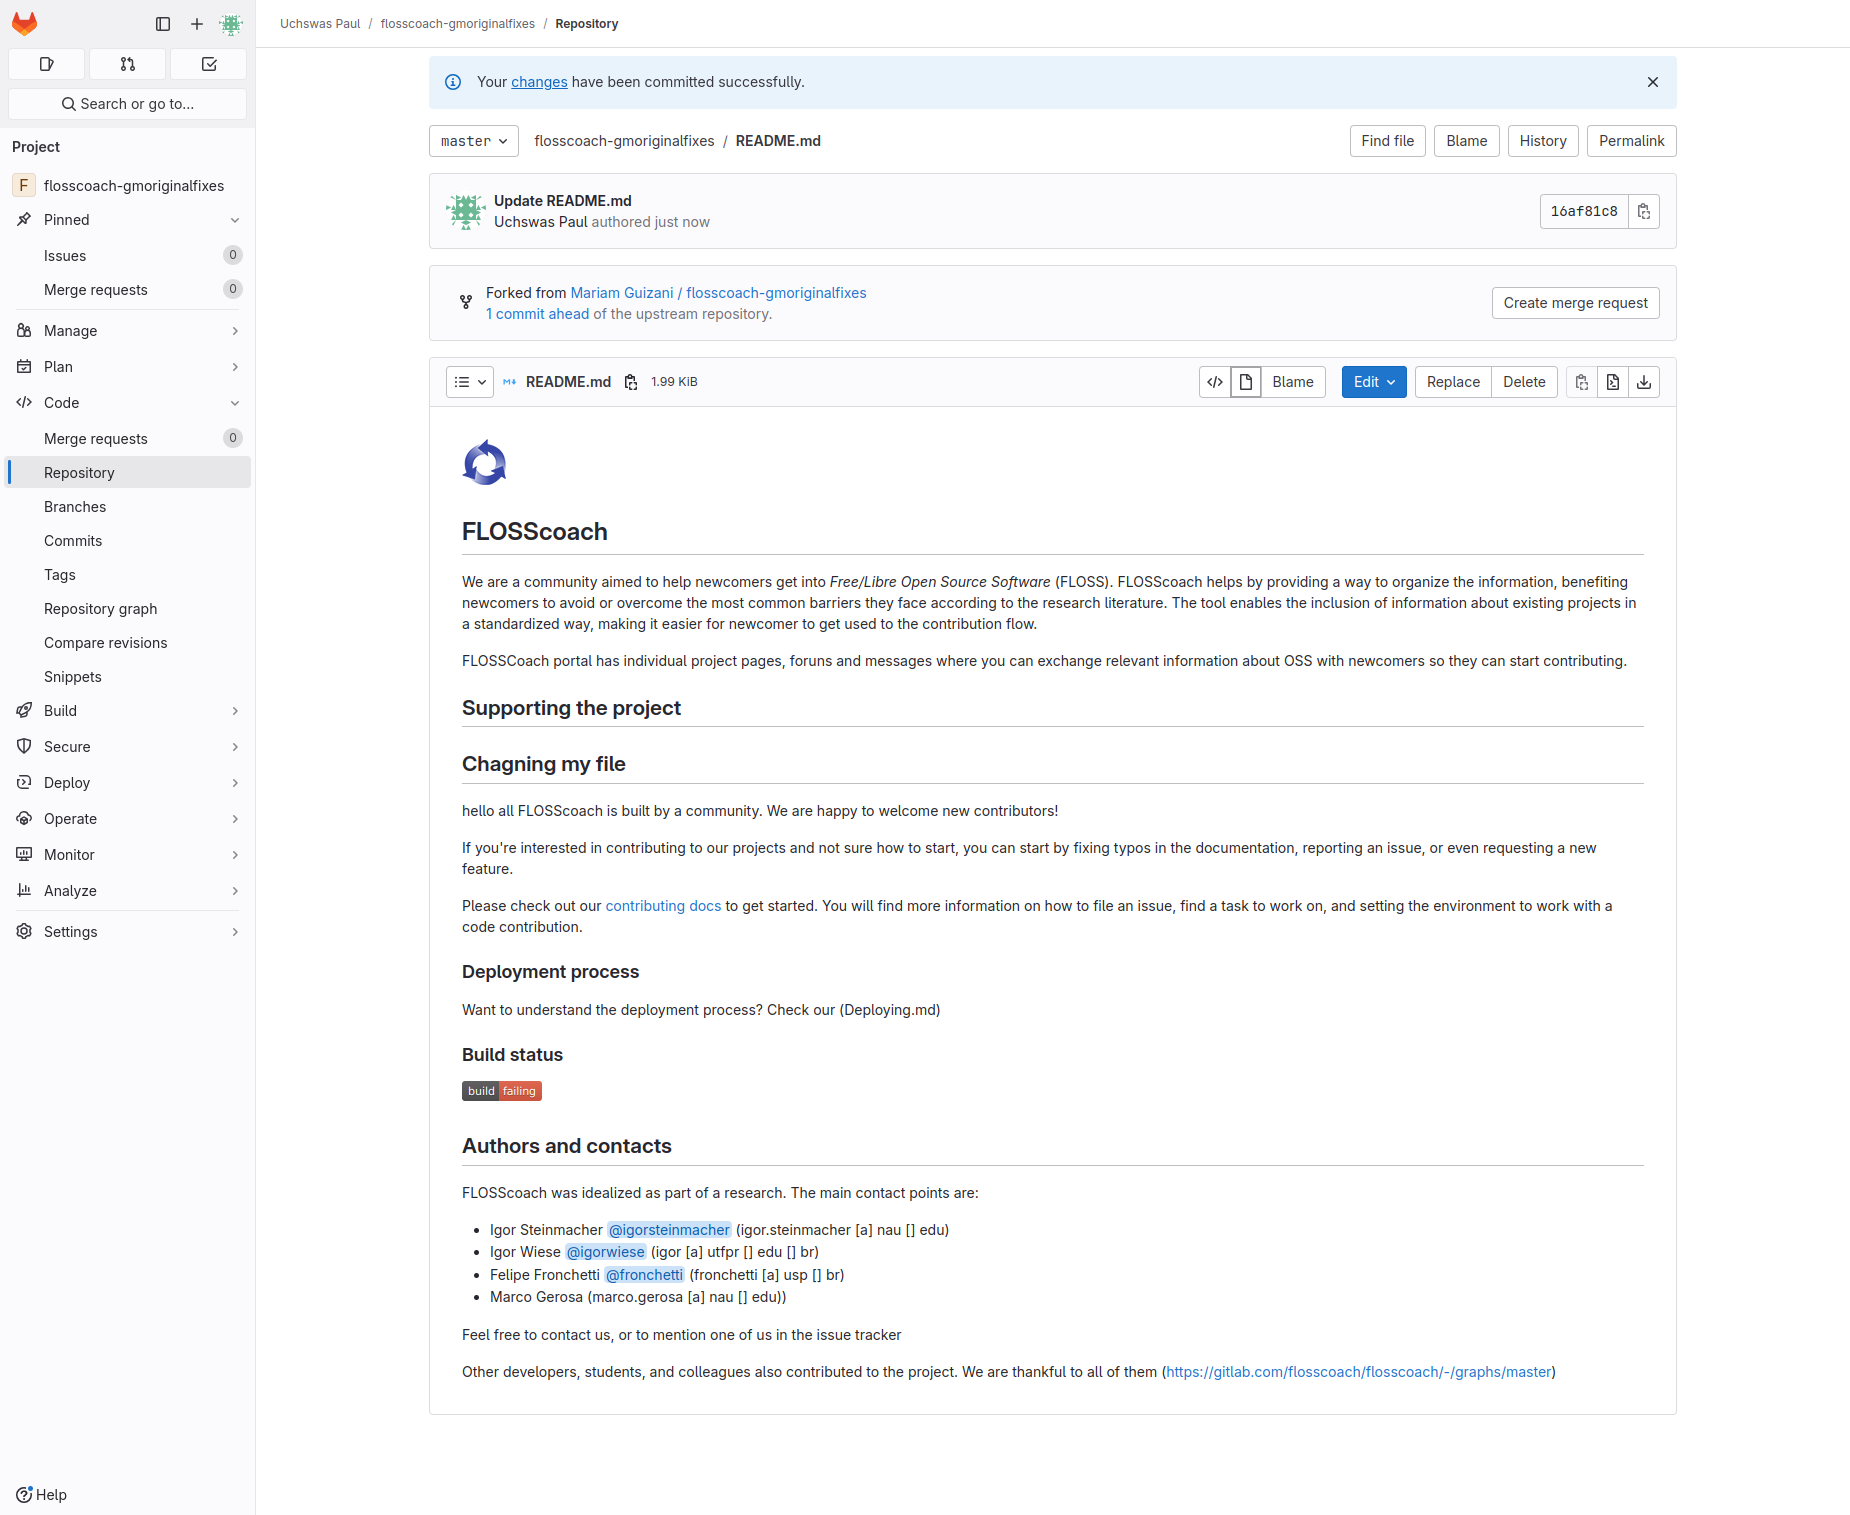 Uchswas Paul / flosscoach-gmoriginalfixes / Repository
Search or go to...
Project
F flosscoach-gmoriginalfixes
Pinned
Issues 0
Merge requests 0
Manage
Plan
Code
Merge requests 0
Repository
Branches
Commits
Tags
Repository graph
Compare revisions
Snippets
Build
Secure
Deploy
Operate
Monitor
Analyze
Settings
Help
Your changes have been committed successfully.
master flosscoach-gmoriginalfixes / README.md Find file Blame History Permalink
Update README.md
Uchswas Paul authored just now
16af81c8
Forked from Mariam Guizani / flosscoach-gmoriginalfixes
1 commit ahead of the upstream repository.
Create merge request
README.md 1.99 KiB Blame Edit Replace Delete
FLOSScoach
We are a community aimed to help newcomers get into Free/Libre Open Source Software (FLOSS). FLOSScoach helps by providing a way to organize the information, benefiting
newcomers to avoid or overcome the most common barriers they face according to the research literature. The tool enables the inclusion of information about existing projects in
a standardized way, making it easier for newcomer to get used to the contribution flow.
FLOSSCoach portal has individual project pages, foruns and messages where you can exchange relevant information about OSS with newcomers so they can start contributing.
Supporting the project
Chagning my file
hello all FLOSScoach is built by a community. We are happy to welcome new contributors!
If you're interested in contributing to our projects and not sure how to start, you can start by fixing typos in the documentation, reporting an issue, or even requesting a new
feature.
Please check out our contributing docs to get started. You will find more information on how to file an issue, find a task to work on, and setting the environment to work with a
code contribution.
Deployment process
Want to understand the deployment process? Check our (Deploying.md)
Build status
build failing
Authors and contacts
FLOSScoach was idealized as part of a research. The main contact points are:
• Igor Steinmacher @igorsteinmacher (igor.steinmacher [a] nau [] edu)
• Igor Wiese @igorwiese (igor [a] utfpr [] edu [] br)
• Felipe Fronchetti @fronchetti (fronchetti [a] usp [] br)
• Marco Gerosa (marco.gerosa [a] nau [] edu))
Feel free to contact us, or to mention one of us in the issue tracker
Other developers, students, and colleagues also contributed to the project. We are thankful to all of them (https://gitlab.com/flosscoach/flosscoach/-/graphs/master)